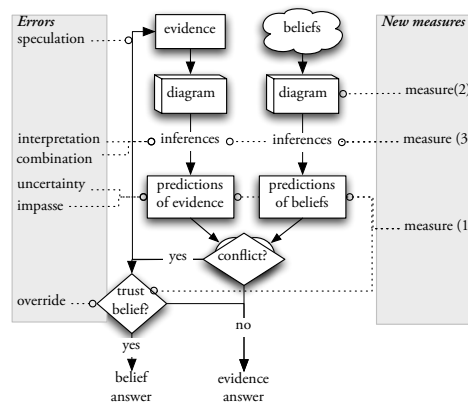 Errors
speculation
evidence
beliefs
New measures
diagram
diagram
measure(2)
interpretation
combination
inferences
inferences
measure (3
uncertainty
impasse
predictions
of evidence
predictions
of beliefs
measure (1
yes
conflict?
override
trust
belief?
no
yes
belief
answer
evidence
answer